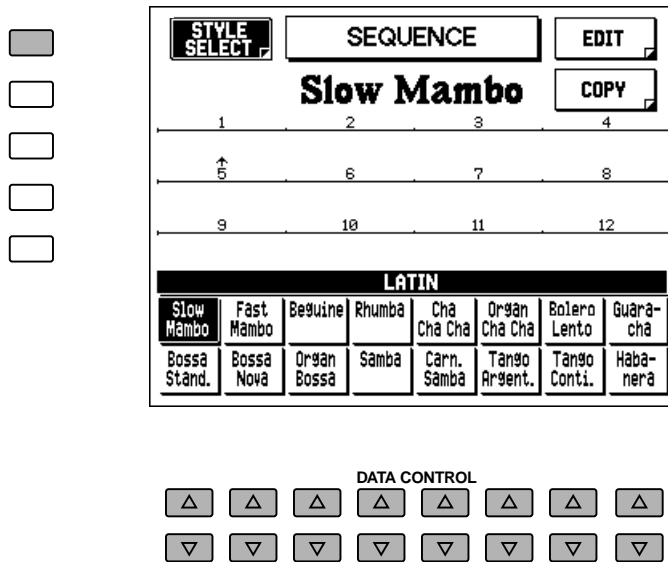 STYLE SELECT SEQUENCE EDIT
Slow Mambo COPY
1 2 3 4
5 6 7 8
9 10 11 12
LATIN
Slow Mambo Fast Mambo Beguine Rhumba Cha Cha Cha Organ Cha Cha Bolero Lento Guara-cha
Bossa Stand. Bossa Nova Organ Bossa Samba Carn. Samba Tango Argent. Tango Conti. Haba-nera
DATA CONTROL